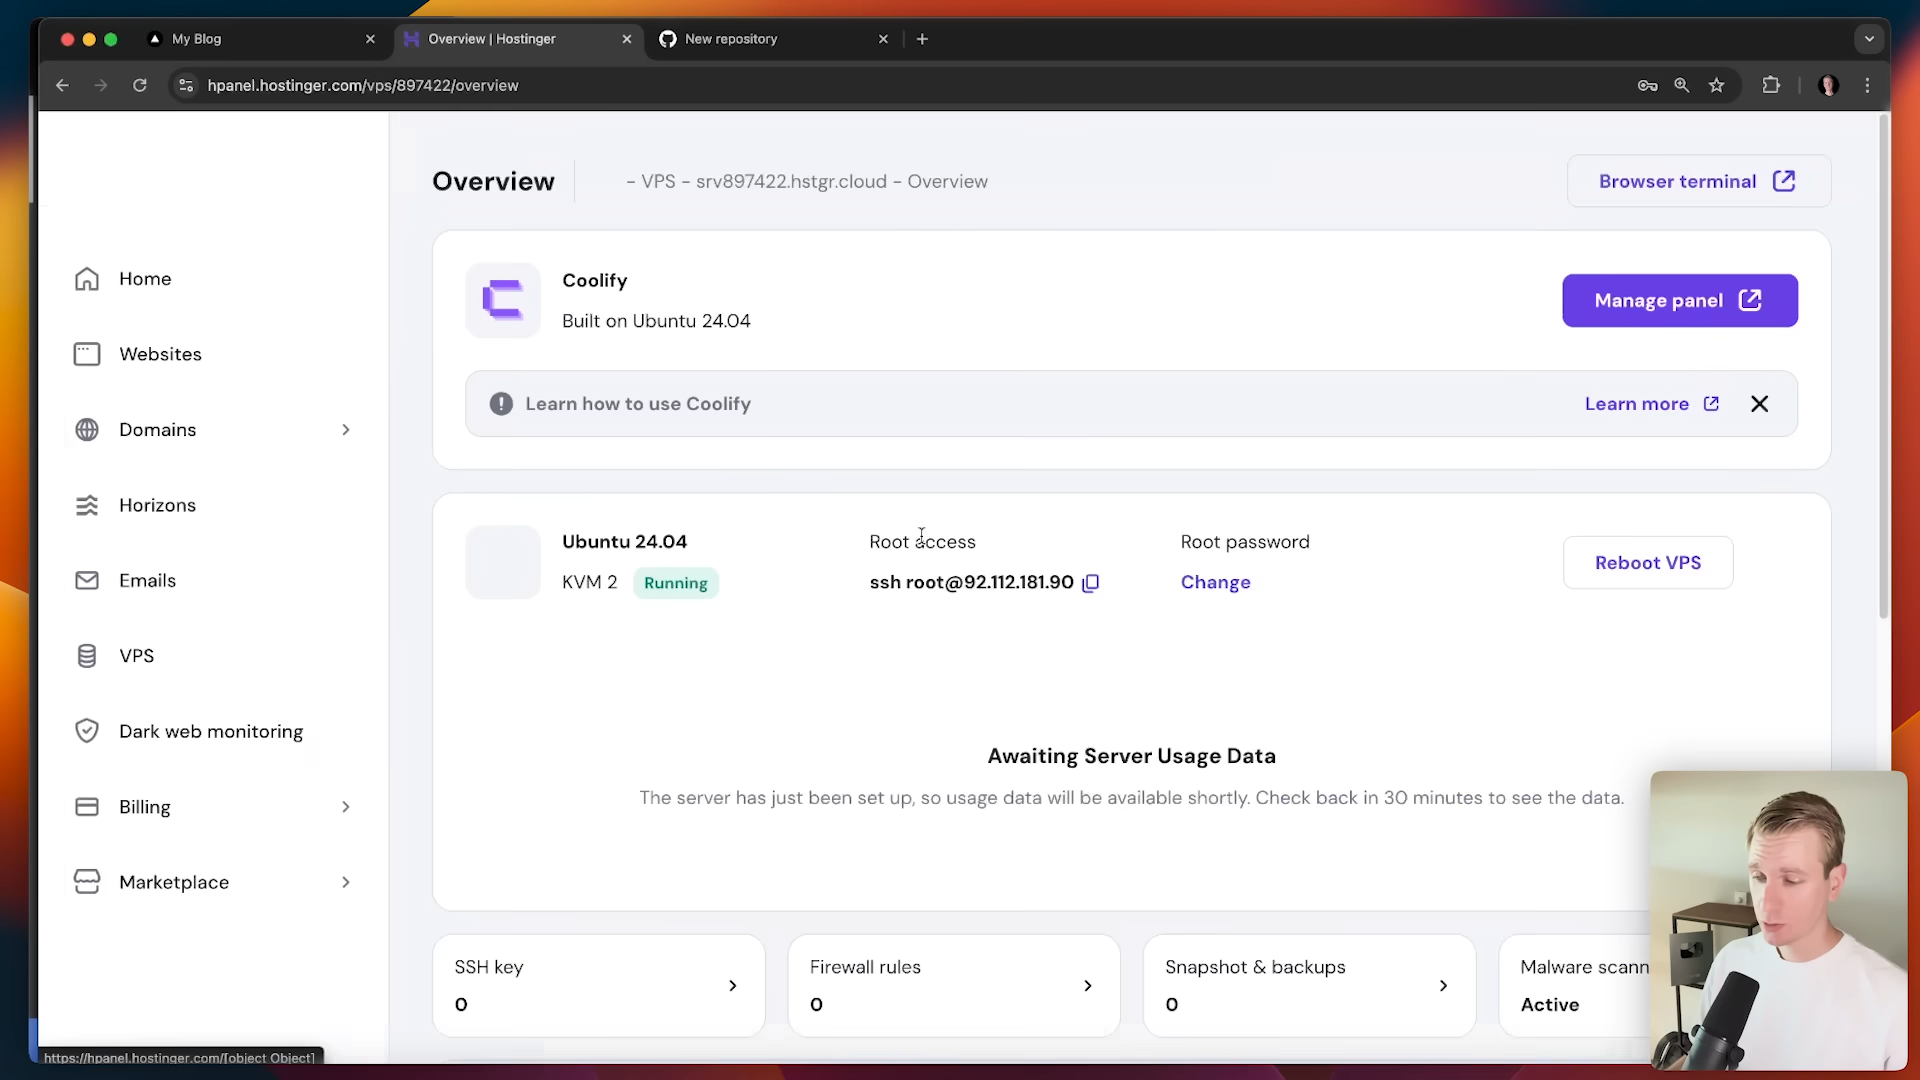 My Blog
Overview | Hostinger
New repository
hpanel.hostinger.com/vps/897422/overview
Overview
- VPS - srv897422.hstgr.cloud - Overview
Browser terminal
Coolify
Built on Ubuntu 24.04
Manage panel
Learn how to use Coolify
Learn more
Home
Websites
Domains
Horizons
Emails
VPS
Dark web monitoring
Billing
Marketplace
Ubuntu 24.04
KVM 2
Running
Root access
ssh root@92.112.181.90
Root password
Change
Reboot VPS
Awaiting Server Usage Data
The server has just been set up, so usage data will be available shortly. Check back in 30 minutes to see the data.
SSH key
0
Firewall rules
0
Snapshot & backups
0
Malware scann
Active
https://hpanel.hostinger.com/[object Object]